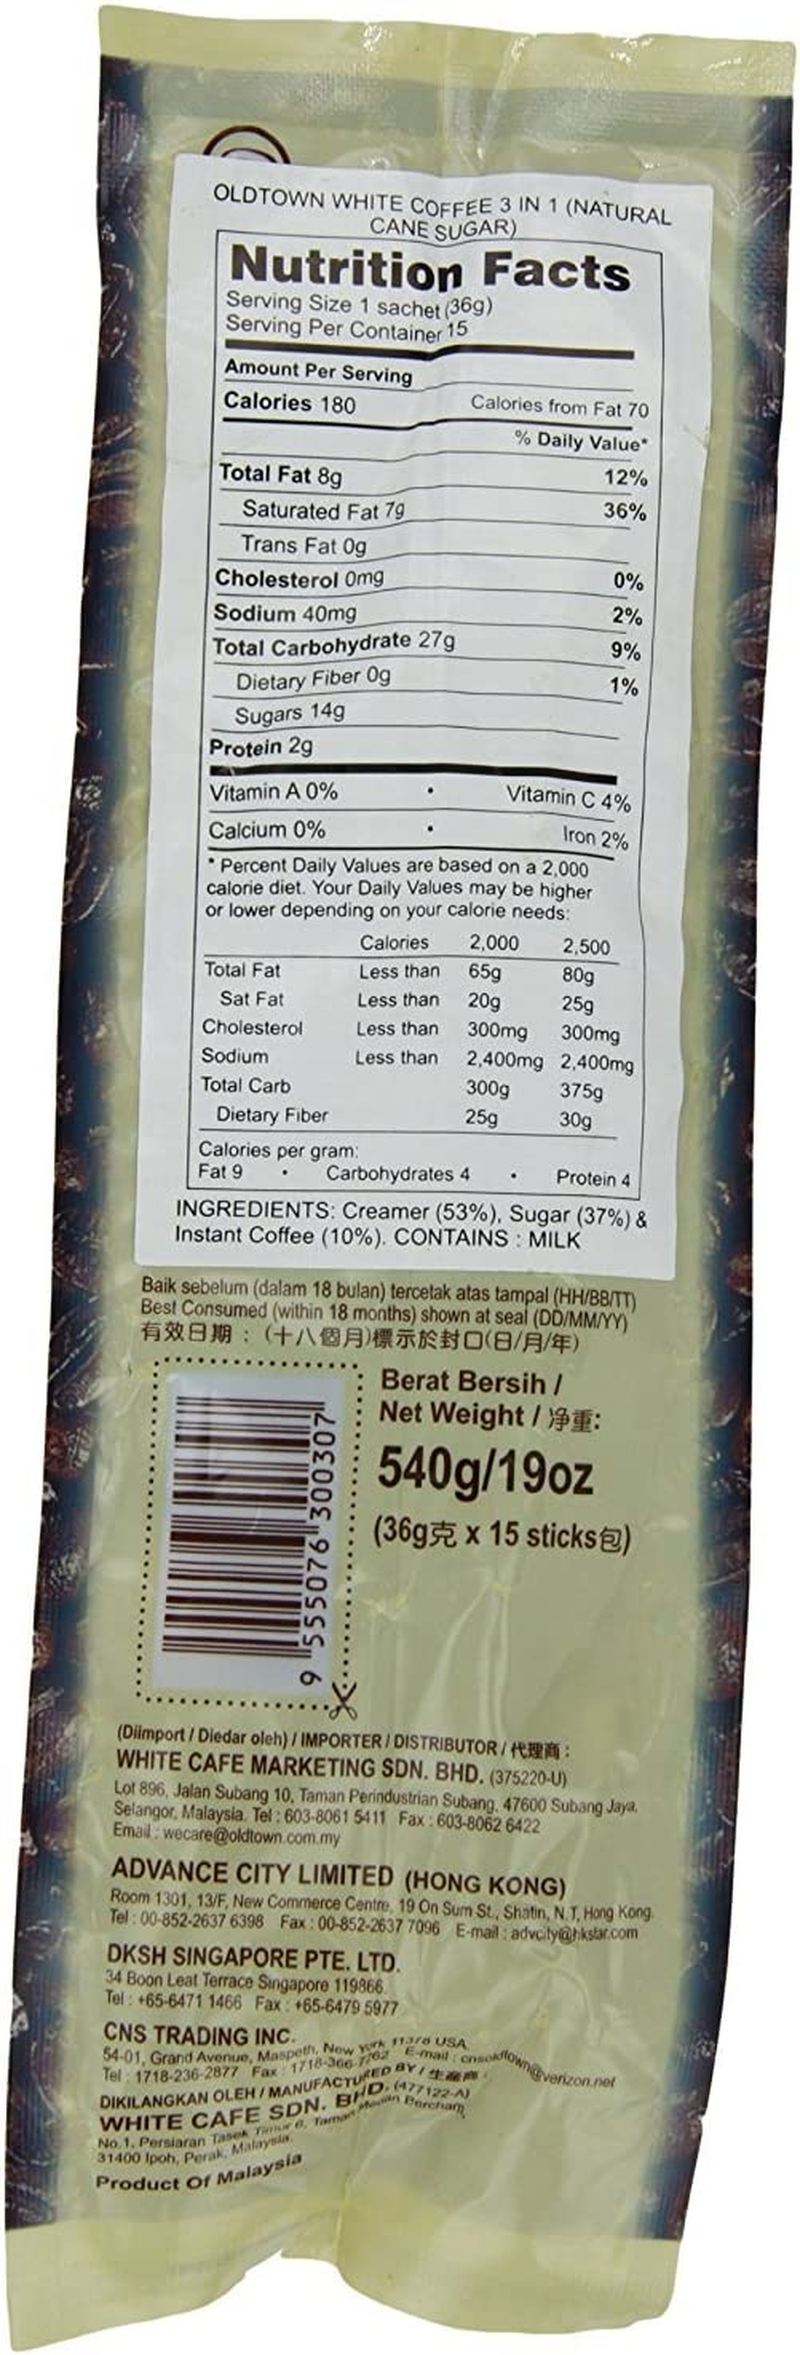 OLDTOWN WHITE COFFEE 3 IN 1 (NATURAL
CANE SUGAR)
Nutrition Facts
Serving Size 1 sachet (36g)
Serving Per Container 15
Amount Per Serving
Calories 180 Calories from Fat 70
% Daily Value*
Total Fat 8g 12%
Saturated Fat 7g 36%
Trans Fat 0g
Cholesterol 0mg 0%
Sodium 40mg 2%
Total Carbohydrate 27g 9%
Dietary Fiber 0g 1%
Sugars 14g
Protein 2g
Vitamin A 0% • Vitamin C 4%
Calcium 0% • Iron 2%
* Percent Daily Values are based on a 2,000
calorie diet. Your Daily Values may be higher
or lower depending on your calorie needs:
Calories 2,000 2,500
Total Fat Less than 65g 80g
Sat Fat Less than 20g 25g
Cholesterol Less than 300mg 300mg
Sodium Less than 2,400mg 2,400mg
Total Carb 300g 375g
Dietary Fiber 25g 30g
Calories per gram:
Fat 9 • Carbohydrates 4 • Protein 4
INGREDIENTS: Creamer (53%), Sugar (37%) &
Instant Coffee (10%). CONTAINS : MILK
Baik sebelum (dalam 18 bulan) tercetak atas tampal (HH/BB/TT)
Best Consumed (within 18 months) shown at seal (DD/MM/YY)
有效日期 : (十八個月)標示於封口(日/月/年)
Berat Bersih /
Net Weight / 净重:
540g/19oz
(36g克 x 15 sticks包)
9 555076 300307
(Diimport / Diedar oleh) / IMPORTER / DISTRIBUTOR / 代理商 :
WHITE CAFE MARKETING SDN. BHD. (375220-U)
Lot 896, Jalan Subang 10, Taman Perindustrian Subang, 47600 Subang Jaya,
Selangor, Malaysia. Tel : 603-8061 5411 Fax : 603-8062 6422
Email : wecare@oldtown.com.my
ADVANCE CITY LIMITED (HONG KONG)
Room 1301, 13/F, New Commerce Centre, 19 On Sum St., Shatin, N.T, Hong Kong.
Tel : 00-852-2637 6398 Fax : 00-852-2637 7096 E-mail : advcity@hkstar.com
DKSH SINGAPORE PTE. LTD.
34 Boon Leat Terrace Singapore 119866.
Tel : +65-6471 1466 Fax : +65-6479 5977
CNS TRADING INC.
54-01, Grand Avenue, Maspeth, New York 11378 USA
Tel : 1718-236-2877 Fax : 1718-366-7762 E-mail : cnsoldtown@verizon.net
DIKILANGKAN OLEH / MANUFACTURED BY / 生產商 :
WHITE CAFE SDN. BHD. (477122-A)
No.1, Persiaran Tasek Timur 6, Taman Bercham,
31400 Ipoh, Perak, Malaysia.
Product Of Malaysia